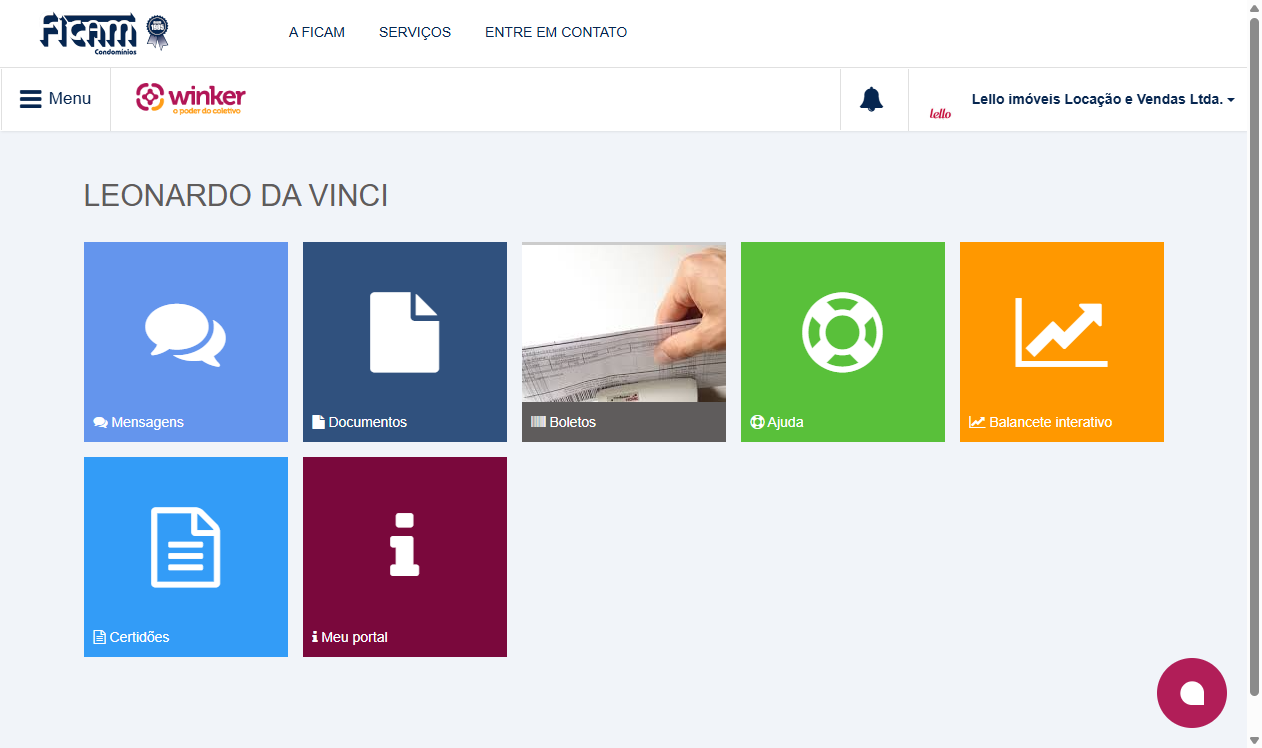 FICAM
Condomínios
1985
A FICAM
SERVIÇOS
ENTRE EM CONTATO
Menu
winker
o poder do coletivo
lello
Lello imóveis Locação e Vendas Ltda.
LEONARDO DA VINCI
Mensagens
Documentos
Boletos
Ajuda
Balancete interativo
Certidões
Meu portal